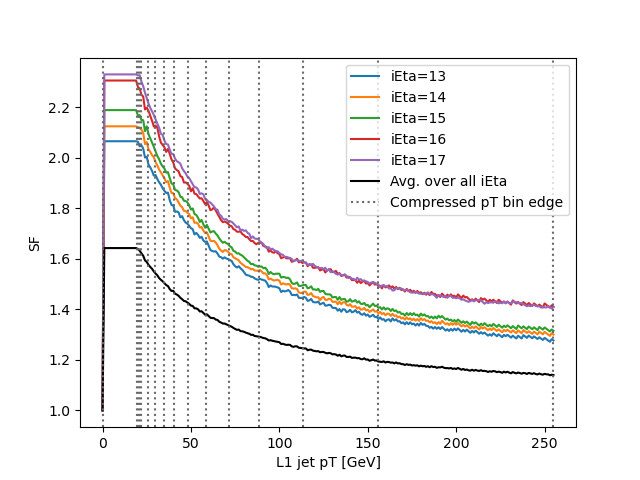 SF
2.2
2.0
1.8
1.6
1.4
1.2
1.0
iEta=13
iEta=14
iEta=15
iEta=16
iEta=17
Avg. over all iEta
Compressed pT bin edge
0 50 100 150 200 250
L1 jet pT [GeV]